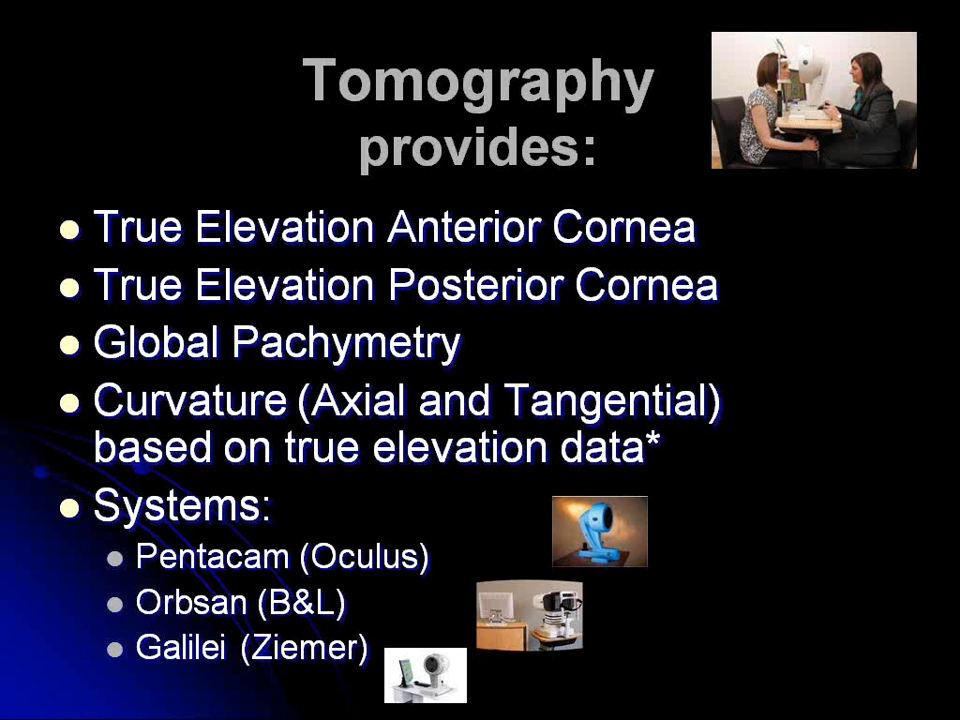 Tomography
provides:
True Elevation Anterior Cornea
True Elevation Posterior Cornea
Global Pachymetry
Curvature (Axial and Tangential)
based on true elevation data*
Systems:
Pentacam (Oculus)
Orbsan (B&L)
Galilei (Ziemer)